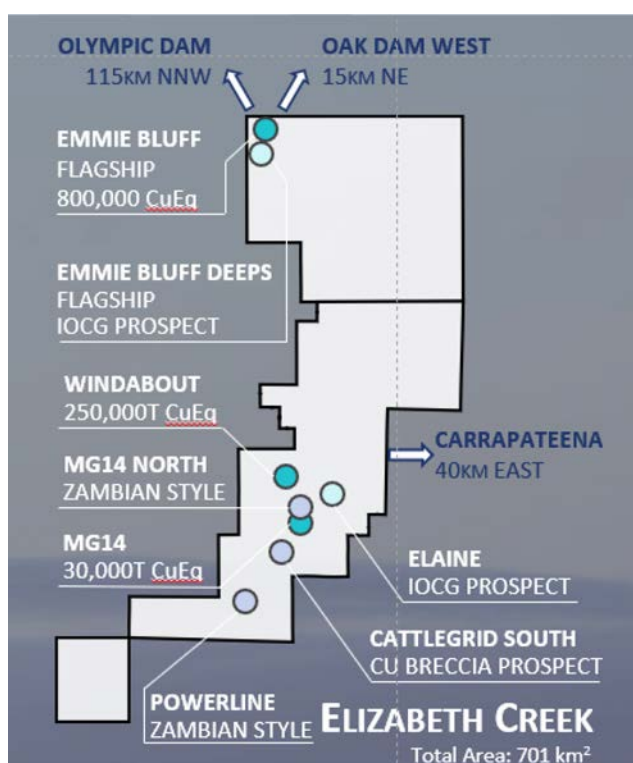 OLYMPIC DAM
115KM NNW
OAK DAM WEST
15KM NE
EMMIE BLUFF
FLAGSHIP
800,000 CuEq
EMMIE BLUFF DEEPS
FLAGSHIP
IOCG PROSPECT
WINDABOUT
250,000T CuEq
MG14 NORTH
ZAMBIAN STYLE
MG14
30,000T CuEq
CARRAPATEENA
40KM EAST
ELAINE
IOCG PROSPECT
CATTLEGRID SOUTH
CU BRECCIA PROSPECT
POWERLINE
ZAMBIAN STYLE
ELIZABETH CREEK
Total Area: 701 km²